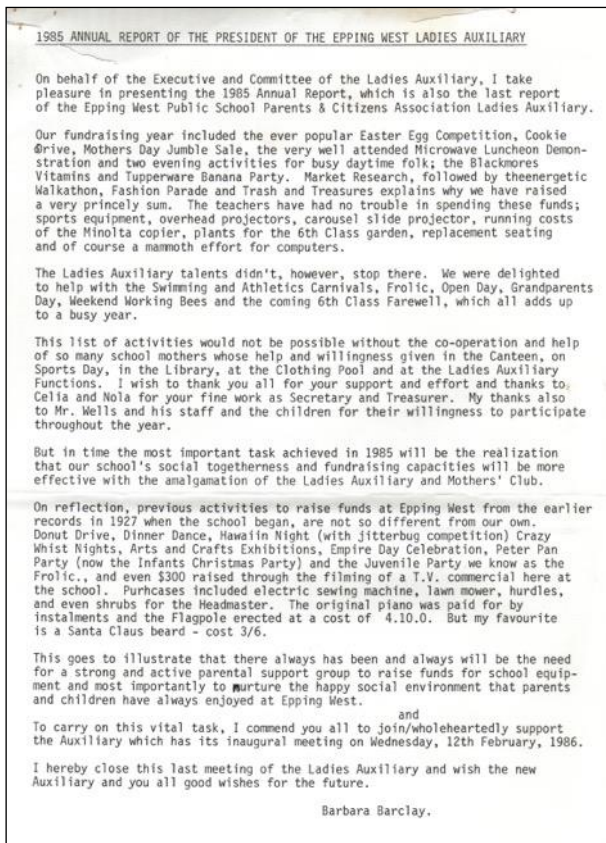 1985 ANNUAL REPORT OF THE PRESIDENT OF THE EPPING WEST LADIES AUXILIARY
On behalf of the Executive and Committee of the Ladies Auxiliary, I take
pleasure in presenting the 1985 Annual Report, which is also the last report
of the Epping West Public School Parents & Citizens Association Ladies Auxiliary.
Our fundraising year included the ever popular Easter Egg Competition, Cookie
Drive, Mothers Day Jumble Sale, the very well attended Microwave Luncheon Demon-
stration and two evening activities for busy daytime folk; the Blackmores
Vitamins and Tupperware Banana Party.  Market Research, followed by theenergetic
Walkathon, Fashion Parade and Trash and Treasures explains why we have raised
a very princely sum.  The teachers have had no trouble in spending these funds;
sports equipment, overhead projectors, carousel slide projector, running costs
of the Minolta copier, plants for the 6th Class garden, replacement seating
and of course a mammoth effort for computers.
The Ladies Auxiliary talents didn't, however, stop there.  We were delighted
to help with the Swimming and Athletics Carnivals, Frolic, Open Day, Grandparents
Day, Weekend Working Bees and the coming 6th Class Farewell, which all adds up
to a busy year.
This list of activities would not be possible without the co-operation and help
of so many school mothers whose help and willingness given in the Canteen, on
Sports Day, in the Library, at the Clothing Pool and at the Ladies Auxiliary
Functions.  I wish to thank you all for your support and effort and thanks to
Celia and Nola for your fine work as Secretary and Treasurer.  My thanks also
to Mr. Wells and his staff and the children for their willingness to participate
throughout the year.
But in time the most important task achieved in 1985 will be the realization
that our school's social togetherness and fundraising capacities will be more
effective with the amalgamation of the Ladies Auxiliary and Mothers' Club.
On reflection, previous activities to raise funds at Epping West from the earlier
records in 1927 when the school began, are not so different from our own.
Donut Drive, Dinner Dance, Hawaiin Night (with jitterbug competition) Crazy
Whist Nights, Arts and Crafts Exhibitions, Empire Day Celebration, Peter Pan
Party (now the Infants Christmas Party) and the Juvenile Party we know as the
Frolic., and even $300 raised through the filming of a T.V. commercial here at
the school.  Purhcases included electric sewing machine, lawn mower, hurdles,
and even shrubs for the Headmaster.  The original piano was paid for by
instalments and the Flagpole erected at a cost of  4.10.0.  But my favourite
is a Santa Claus beard - cost 3/6.
This goes to illustrate that there always has been and always will be the need
for a strong and active parental support group to raise funds for school equip-
ment and most importantly to nurture the happy social environment that parents
and children have always enjoyed at Epping West.
and
To carry on this vital task, I commend you all to join/wholeheartedly support
the Auxiliary which has its inaugural meeting on Wednesday, 12th February, 1986.
I hereby close this last meeting of the Ladies Auxiliary and wish the new
Auxiliary and you all good wishes for the future.
Barbara Barclay.